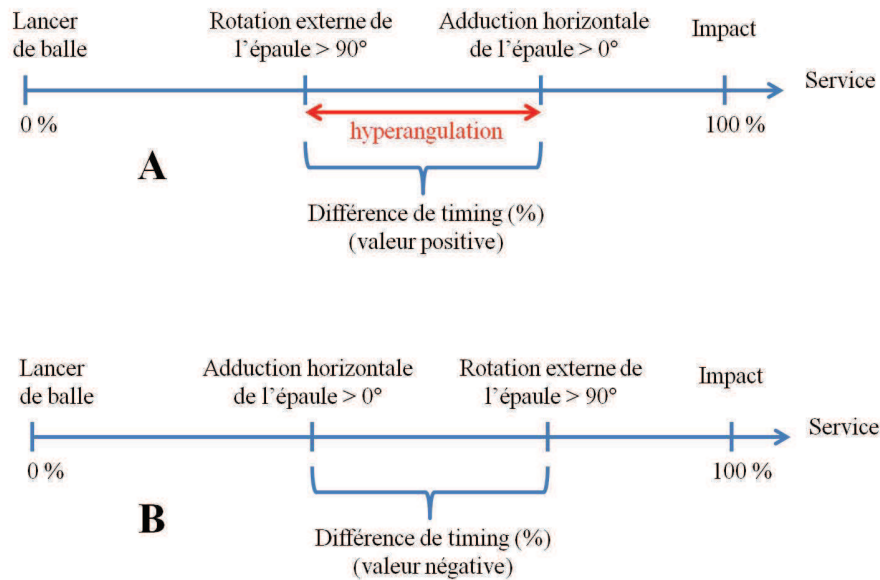 Lancer
de balle
Rotation externe de
l’épaule > 90°
Adduction horizontale
de l’épaule > 0°
Impact
Service
0 %
hyperangulation
100 %
A
Différence de timing (%)
(valeur positive)
Lancer
de balle
Adduction horizontale
de l’épaule > 0°
Rotation externe de
l’épaule > 90°
Impact
Service
0 %
100 %
B
Différence de timing (%)
(valeur négative)